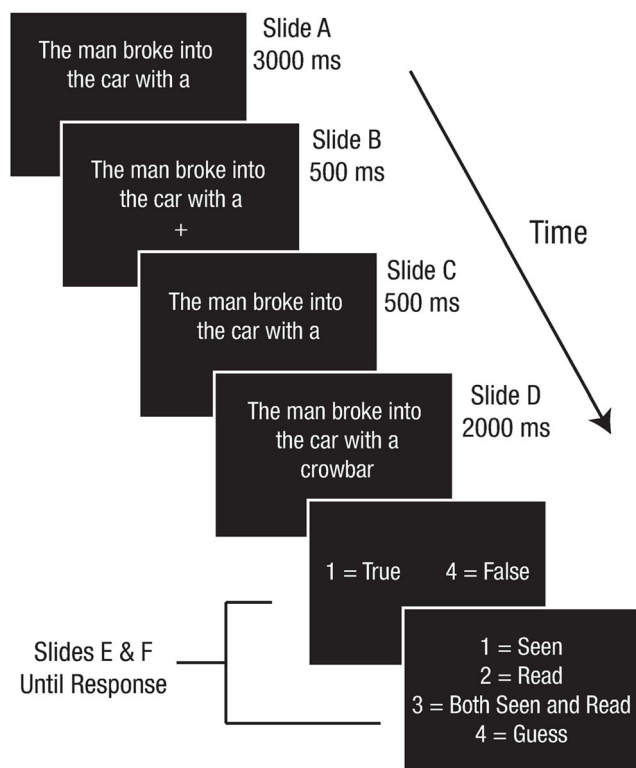 The man broke into
the car with a
Slide A
3000 ms
The man broke into
the car with a
+
Slide B
500 ms
Time
The man broke into
the car with a
Slide C
500 ms
The man broke into
the car with a
crowbar
Slide D
2000 ms
1 = True 4 = False
Slides E & F
Until Response
1 = Seen
2 = Read
3 = Both Seen and Read
4 = Guess